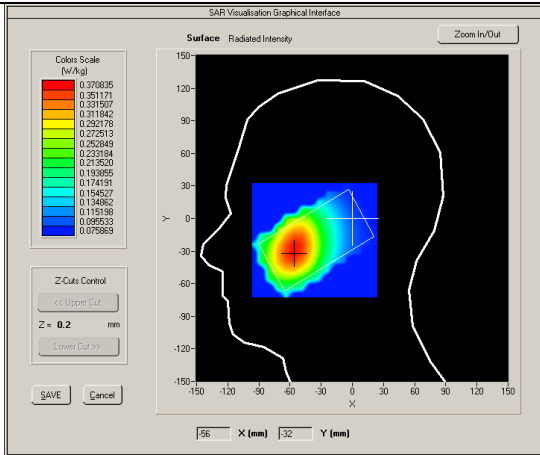 SAR Visualisation Graphical Interface
Surface Radiated Intensity
Zoom In/Out
Colors Scale
(W/kg)
0.370835
0.351171
0.331507
0.311842
0.292178
0.272513
0.252849
0.233184
0.213520
0.193855
0.174191
0.154527
0.134862
0.115198
0.095533
0.075869
Z-Cuts Control
<< Upper Cut
Z = 0.2 mm
Lower Cut >>
SAVE Cancel
150-
120-
90-
60-
30-
0-
-30-
-60-
-90-
-120-
-150-
Y
-150 -120 -90 -60 -30 0 30 60 90 120 150
X
-56 X (mm) -32 Y (mm)